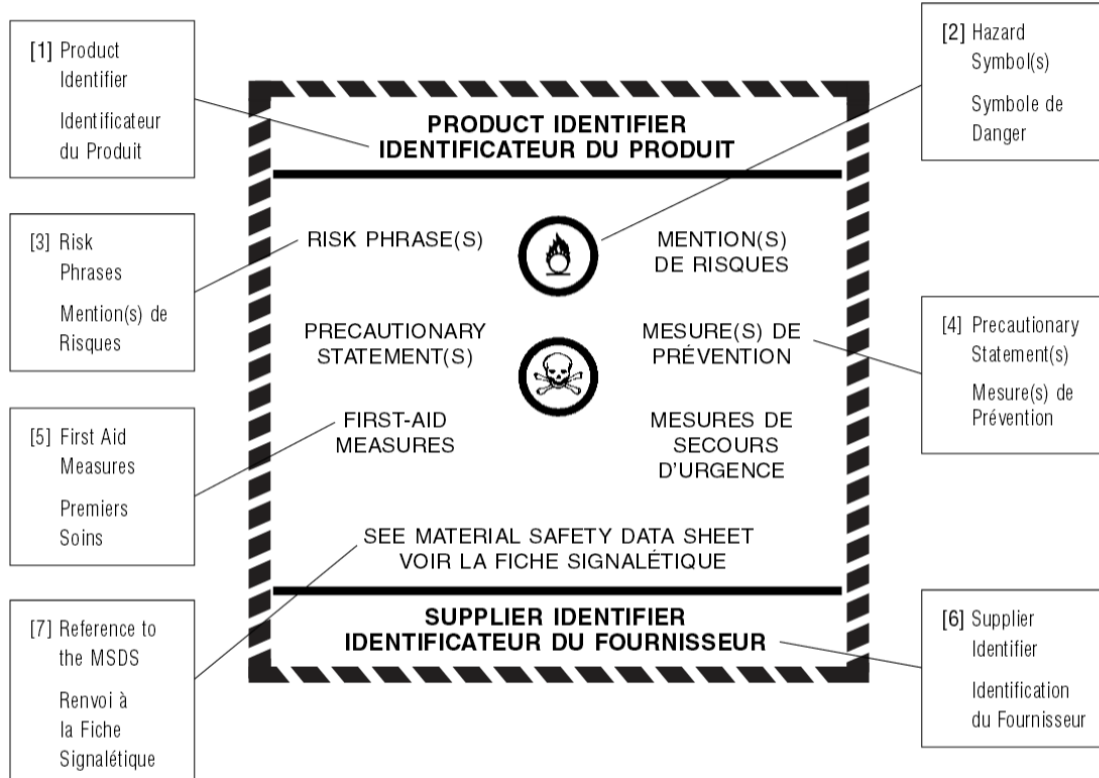 [1] Product
Identifier
Identificateur
du Produit
[2] Hazard
Symbol(s)
Symbole de
Danger
PRODUCT IDENTIFIER
IDENTIFICATEUR DU PRODUIT
[3] Risk
Phrases
Mention(s) de
Risques
RISK PHRASE(S)
MENTION(S)
DE RISQUES
PRECAUTIONARY
STATEMENT(S)
MESURE(S) DE
PRÉVENTION
[4] Precautionary
Statement(s)
Mesure(s) de
Prévention
[5] First Aid
Measures
Premiers
Soins
FIRST-AID
MEASURES
MESURES DE
SECOURS
D'URGENCE
SEE MATERIAL SAFETY DATA SHEET
VOIR LA FICHE SIGNALÉTIQUE
[7] Reference to
the MSDS
Renvoi à
la Fiche
Signalétique
SUPPLIER IDENTIFIER
IDENTIFICATEUR DU FOURNISSEUR
[6] Supplier
Identifier
Identification
du Fournisseur